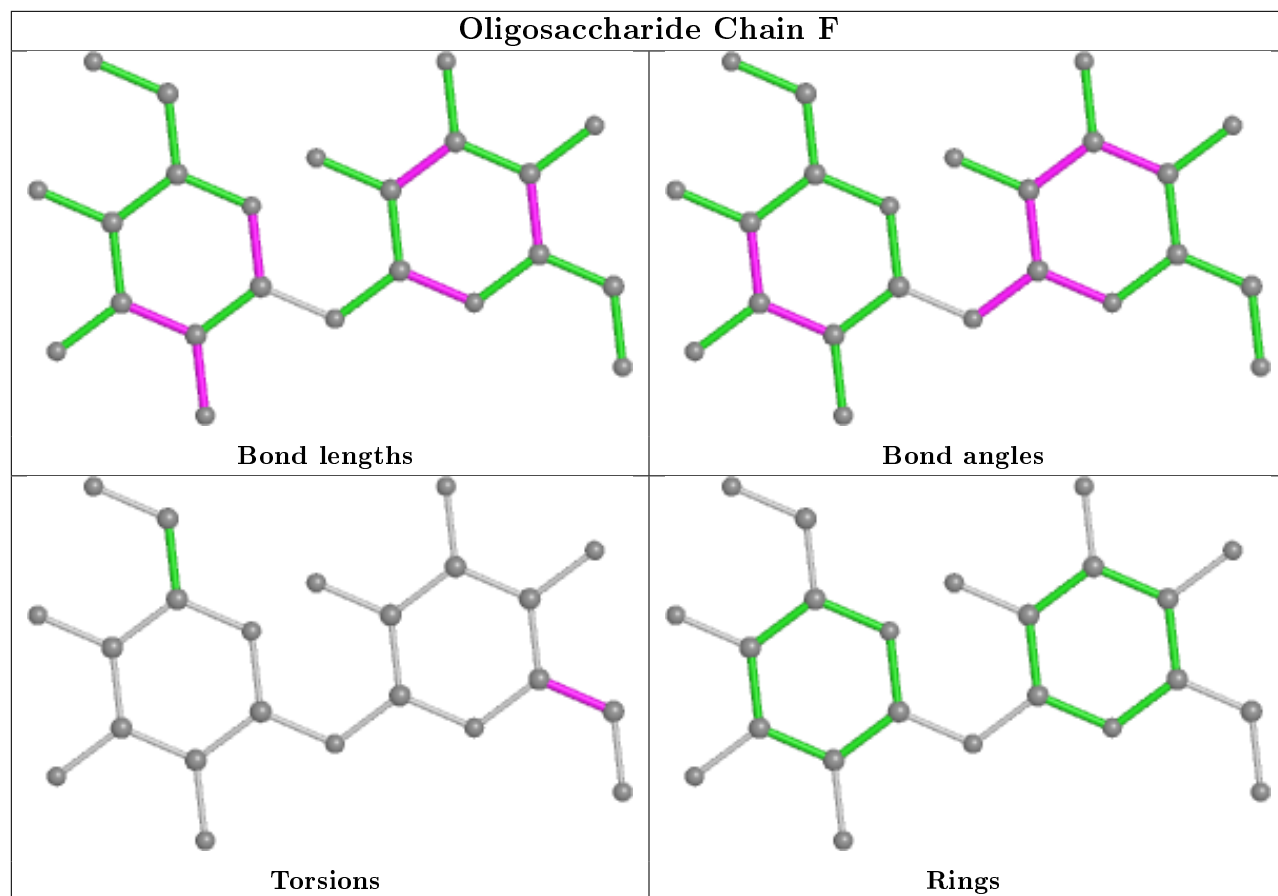 Oligosaccharide Chain F
Bond lengths
Bond angles
Torsions
Rings